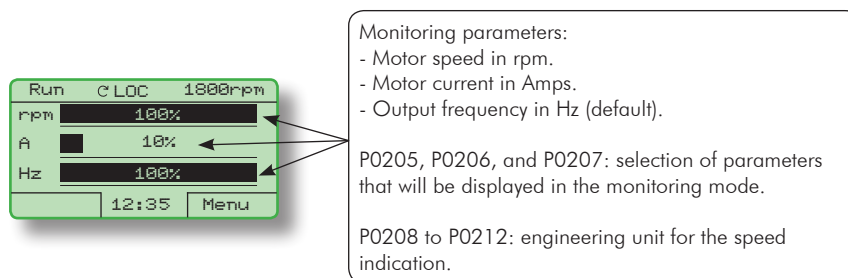 Run ↻LOC 1800rpm
rpm 100%
A 10%
Hz 100%
12:35 Menu
Monitoring parameters:
- Motor speed in rpm.
- Motor current in Amps.
- Output frequency in Hz (default).
P0205, P0206, and P0207: selection of parameters
that will be displayed in the monitoring mode.
P0208 to P0212: engineering unit for the speed
indication.